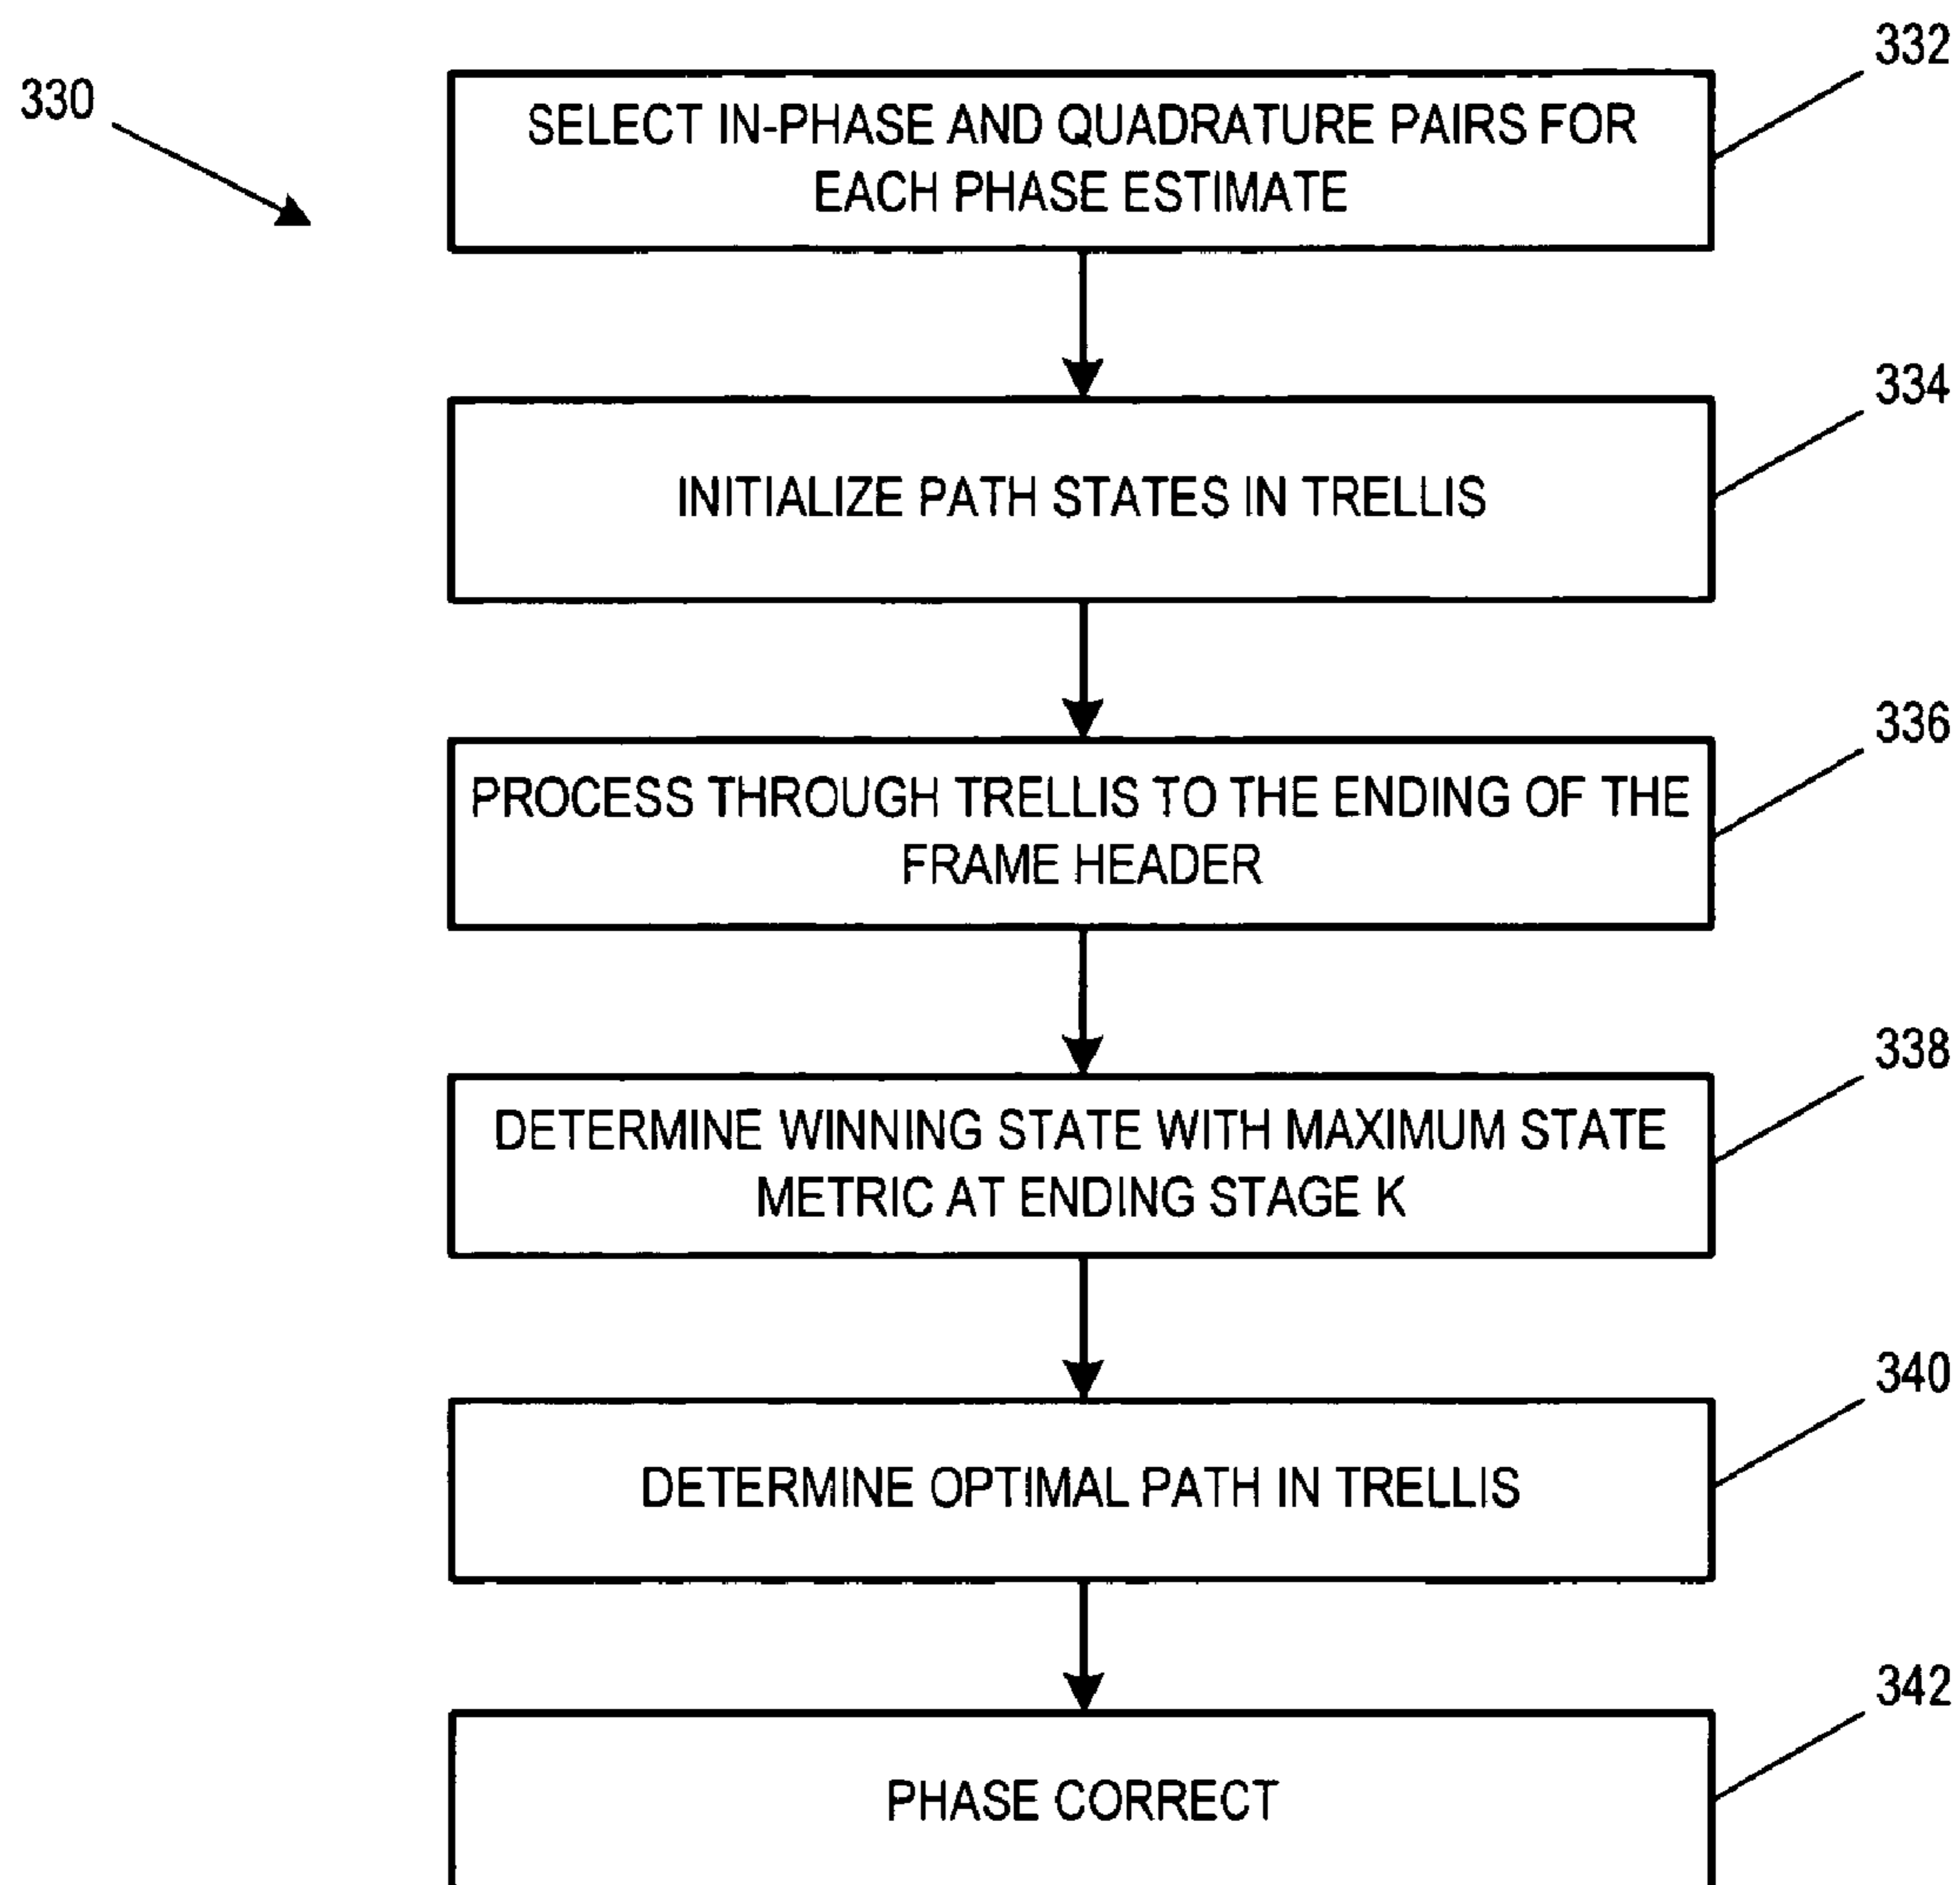 332
330
SELECT IN-PHASE AND QUADRATURE PAIRS FOR
EACH PHASE ESTIMATE
334
INITIALIZE PATH STATES IN TRELLIS
336
PROCESS THROUGH TRELLIS TO THE ENDING OF THE
FRAME HEADER
338
DETERMINE WINNING STATE WITH MAXIMUM STATE
METRIC AT ENDING STAGE K
340
DETERMINE OPTIMAL PATH IN TRELLIS
342
PHASE CORRECT